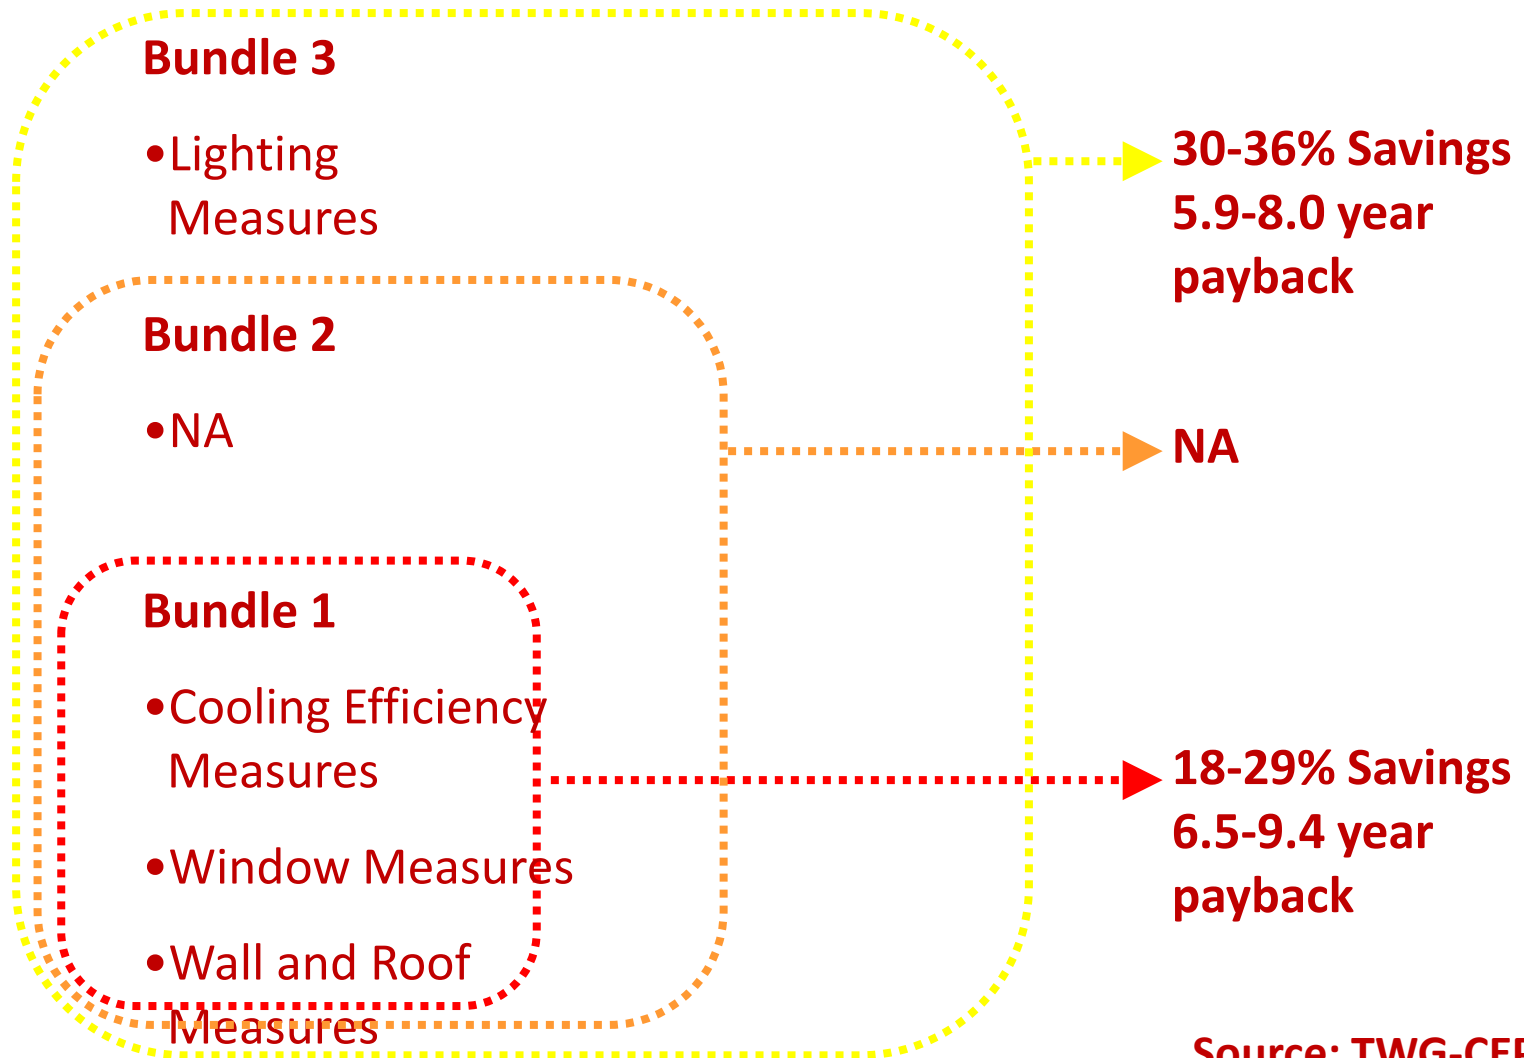 Bundle 3
•Lighting
Measures
30-36% Savings
5.9-8.0 year
payback
Bundle 2
•NA
NA
Bundle 1
•Cooling Efficiency
Measures
•Window Measures
•Wall and Roof
Measures
18-29% Savings
6.5-9.4 year
payback
Source: